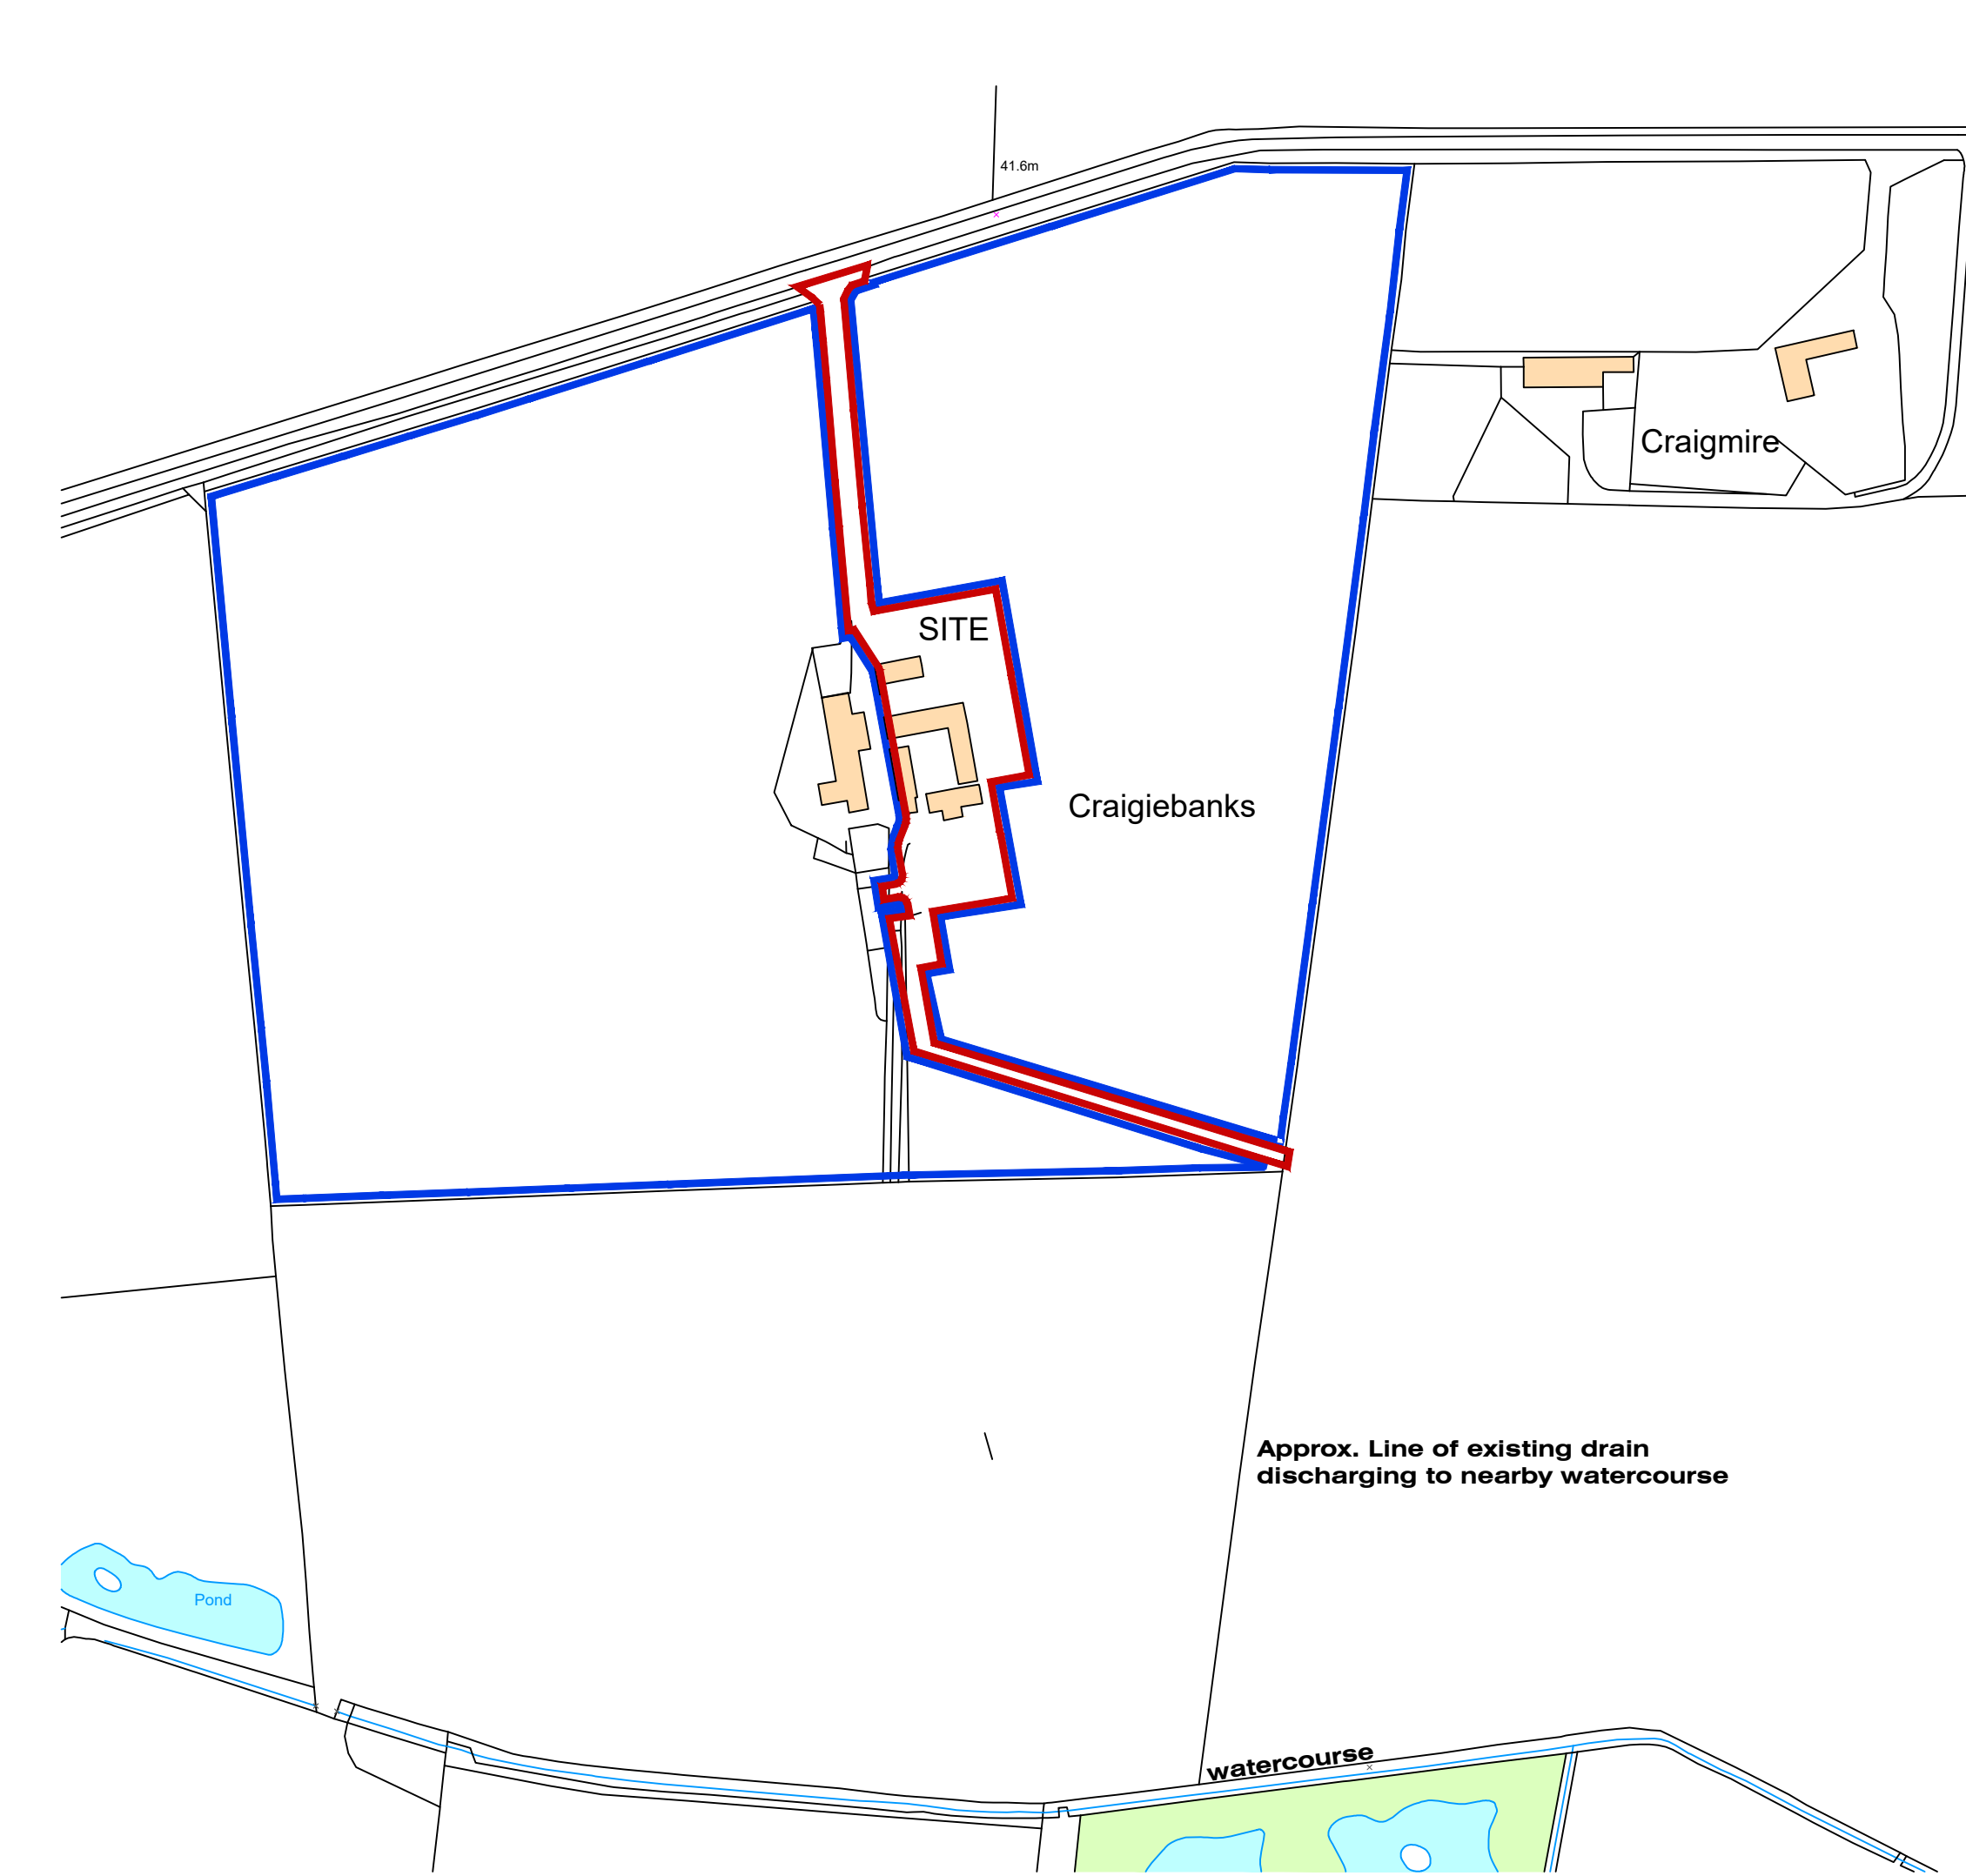 41.6m
Craigmire
SITE
Craigiebanks
Approx. Line of existing drain
discharging to nearby watercourse
Pond
watercourse